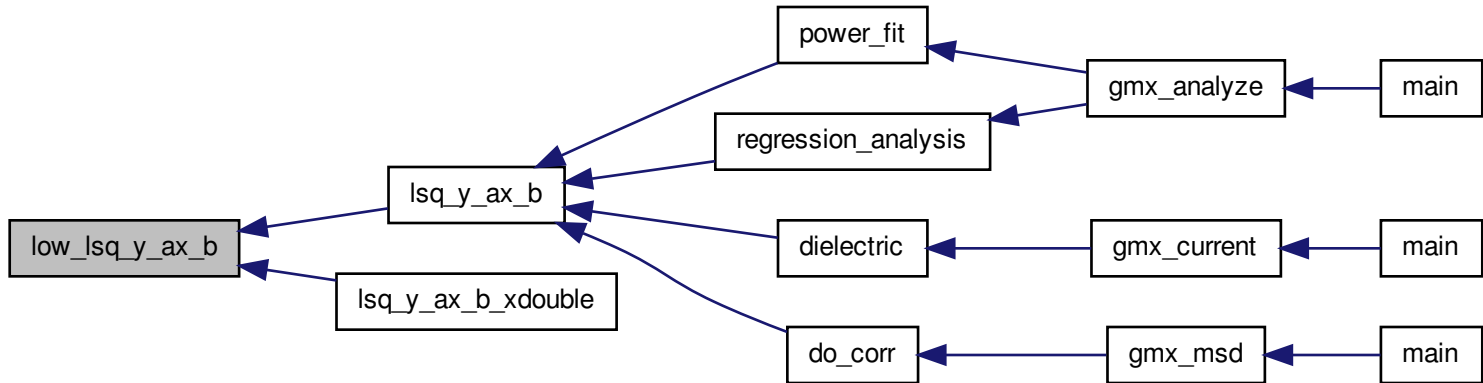 power_fit
gmx_analyze
main
regression_analysis
lsq_y_ax_b
low_lsq_y_ax_b
dielectric
gmx_current
main
lsq_y_ax_b_xdouble
do_corr
gmx_msd
main